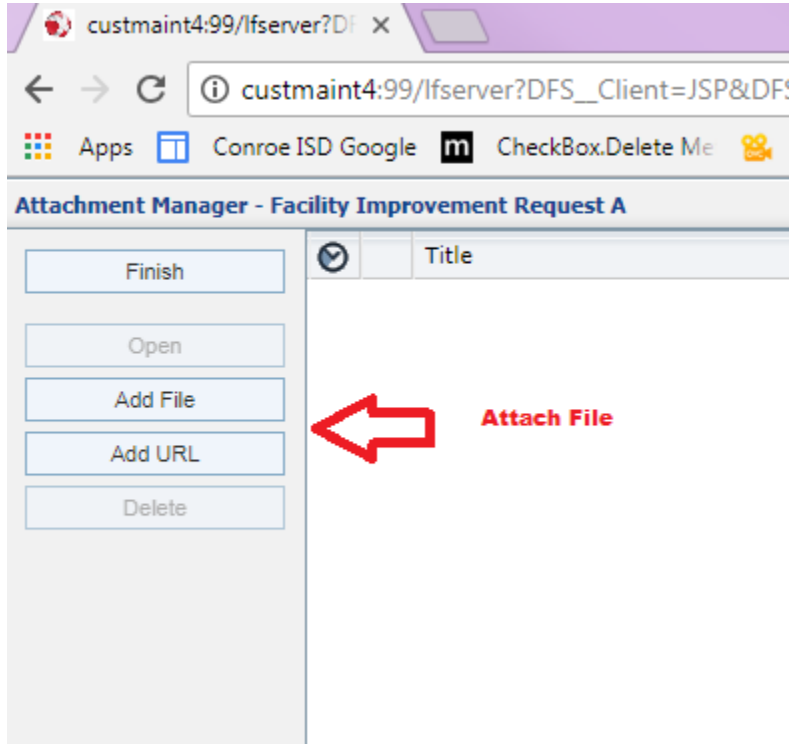 custmaint4:99/lfserver?DF
custmaint4:99/lfserver?DFS__Client=JSP&DFS
Apps Conroe ISD Google m CheckBox.Delete Me
Attachment Manager - Facility Improvement Request A
Finish
Title
Open
Add File
Attach File
Add URL
Delete